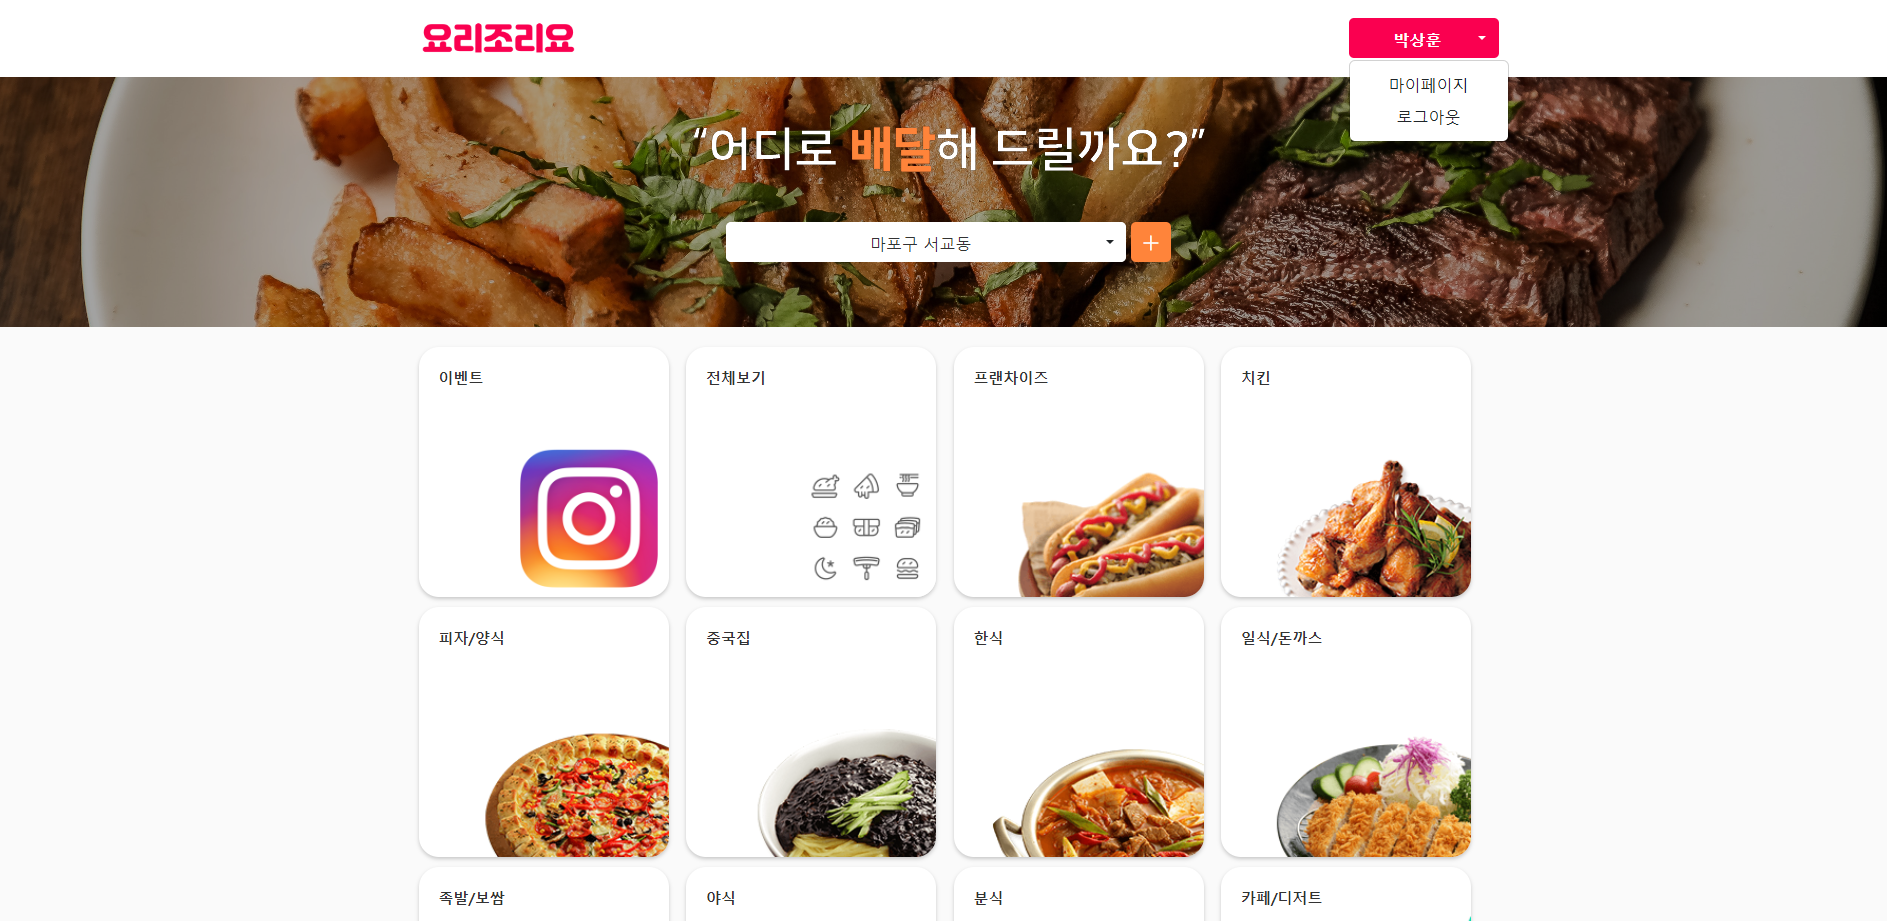 요리조리요
박상훈
마이페이지
로그아웃
“어디로 배달해 드릴까요?”
마포구 서교동
이벤트
전체보기
프랜차이즈
치킨
피자/양식
중국집
한식
일식/돈까스
족발/보쌈
야식
분식
카페/디저트